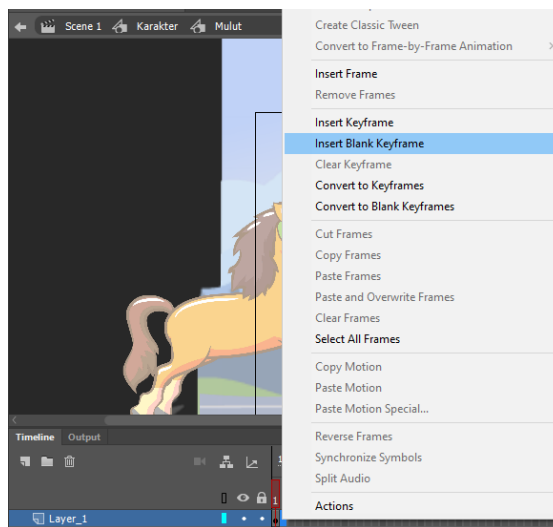 Scene 1 Karakter Mulut
Create Classic Tween
Convert to Frame-by-Frame Animation
Insert Frame
Remove Frames
Insert Keyframe
Insert Blank Keyframe
Clear Keyframe
Convert to Keyframes
Convert to Blank Keyframes
Cut Frames
Copy Frames
Paste Frames
Paste and Overwrite Frames
Clear Frames
Select All Frames
Copy Motion
Paste Motion
Paste Motion Special...
Reverse Frames
Synchronize Symbols
Split Audio
Actions
Timeline Output
1
Layer_1